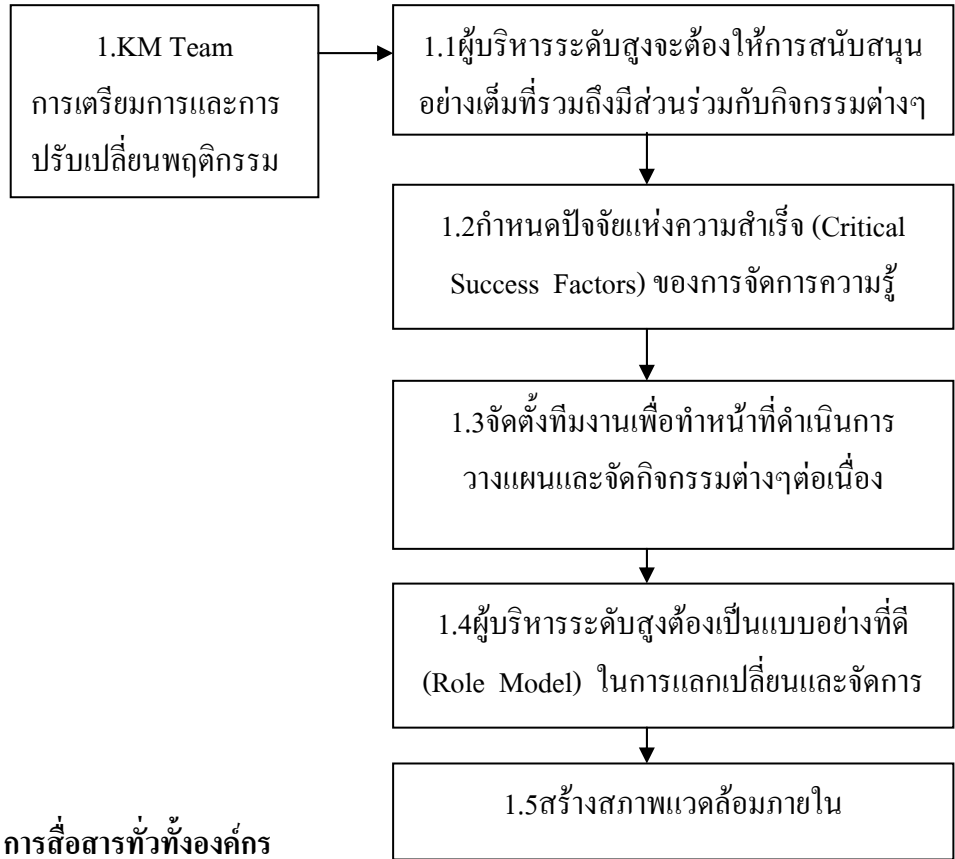 1.KM Team
การเตรียมการและการ
ปรับเปลี่ยนพฤติกรรม
1.1ผู้บริหารระดับสูงจะต้องให้การสนับสนุน
อย่างเต็มที่รวมถึงมีส่วนร่วมกับกิจกรรมต่างๆ
1.2กำหนดปัจจัยแห่งความสำเร็จ (Critical
Success Factors) ของการจัดการความรู้
1.3จัดตั้งทีมงานเพื่อทำหน้าที่ดำเนินการ
วางแผนและจัดกิจกรรมต่างๆต่อเนื่อง
1.4ผู้บริหารระดับสูงต้องเป็นแบบอย่างที่ดี
(Role Model) ในการแลกเปลี่ยนและจัดการ
1.5สร้างสภาพแวดล้อมภายใน
การสื่อสารทั่วทั้งองค์กร